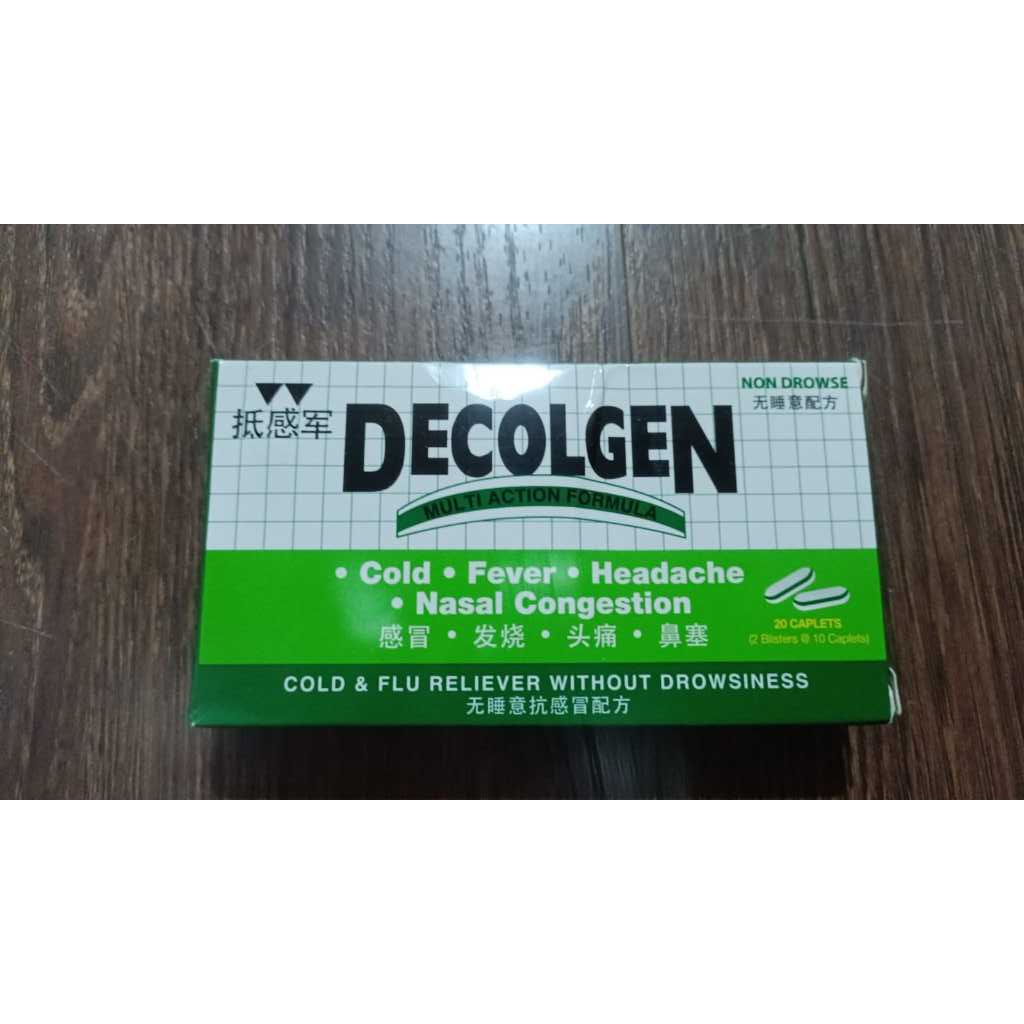 抵感军
DECOLGEN
NON DROWSE
无睡意配方
MULTI ACTION FORMULA
• Cold • Fever • Headache
• Nasal Congestion
感冒 • 发烧 • 头痛 • 鼻塞
20 CAPLETS
(2 Blisters @ 10 Caplets)
COLD & FLU RELIEVER WITHOUT DROWSINESS
无睡意抗感冒配方